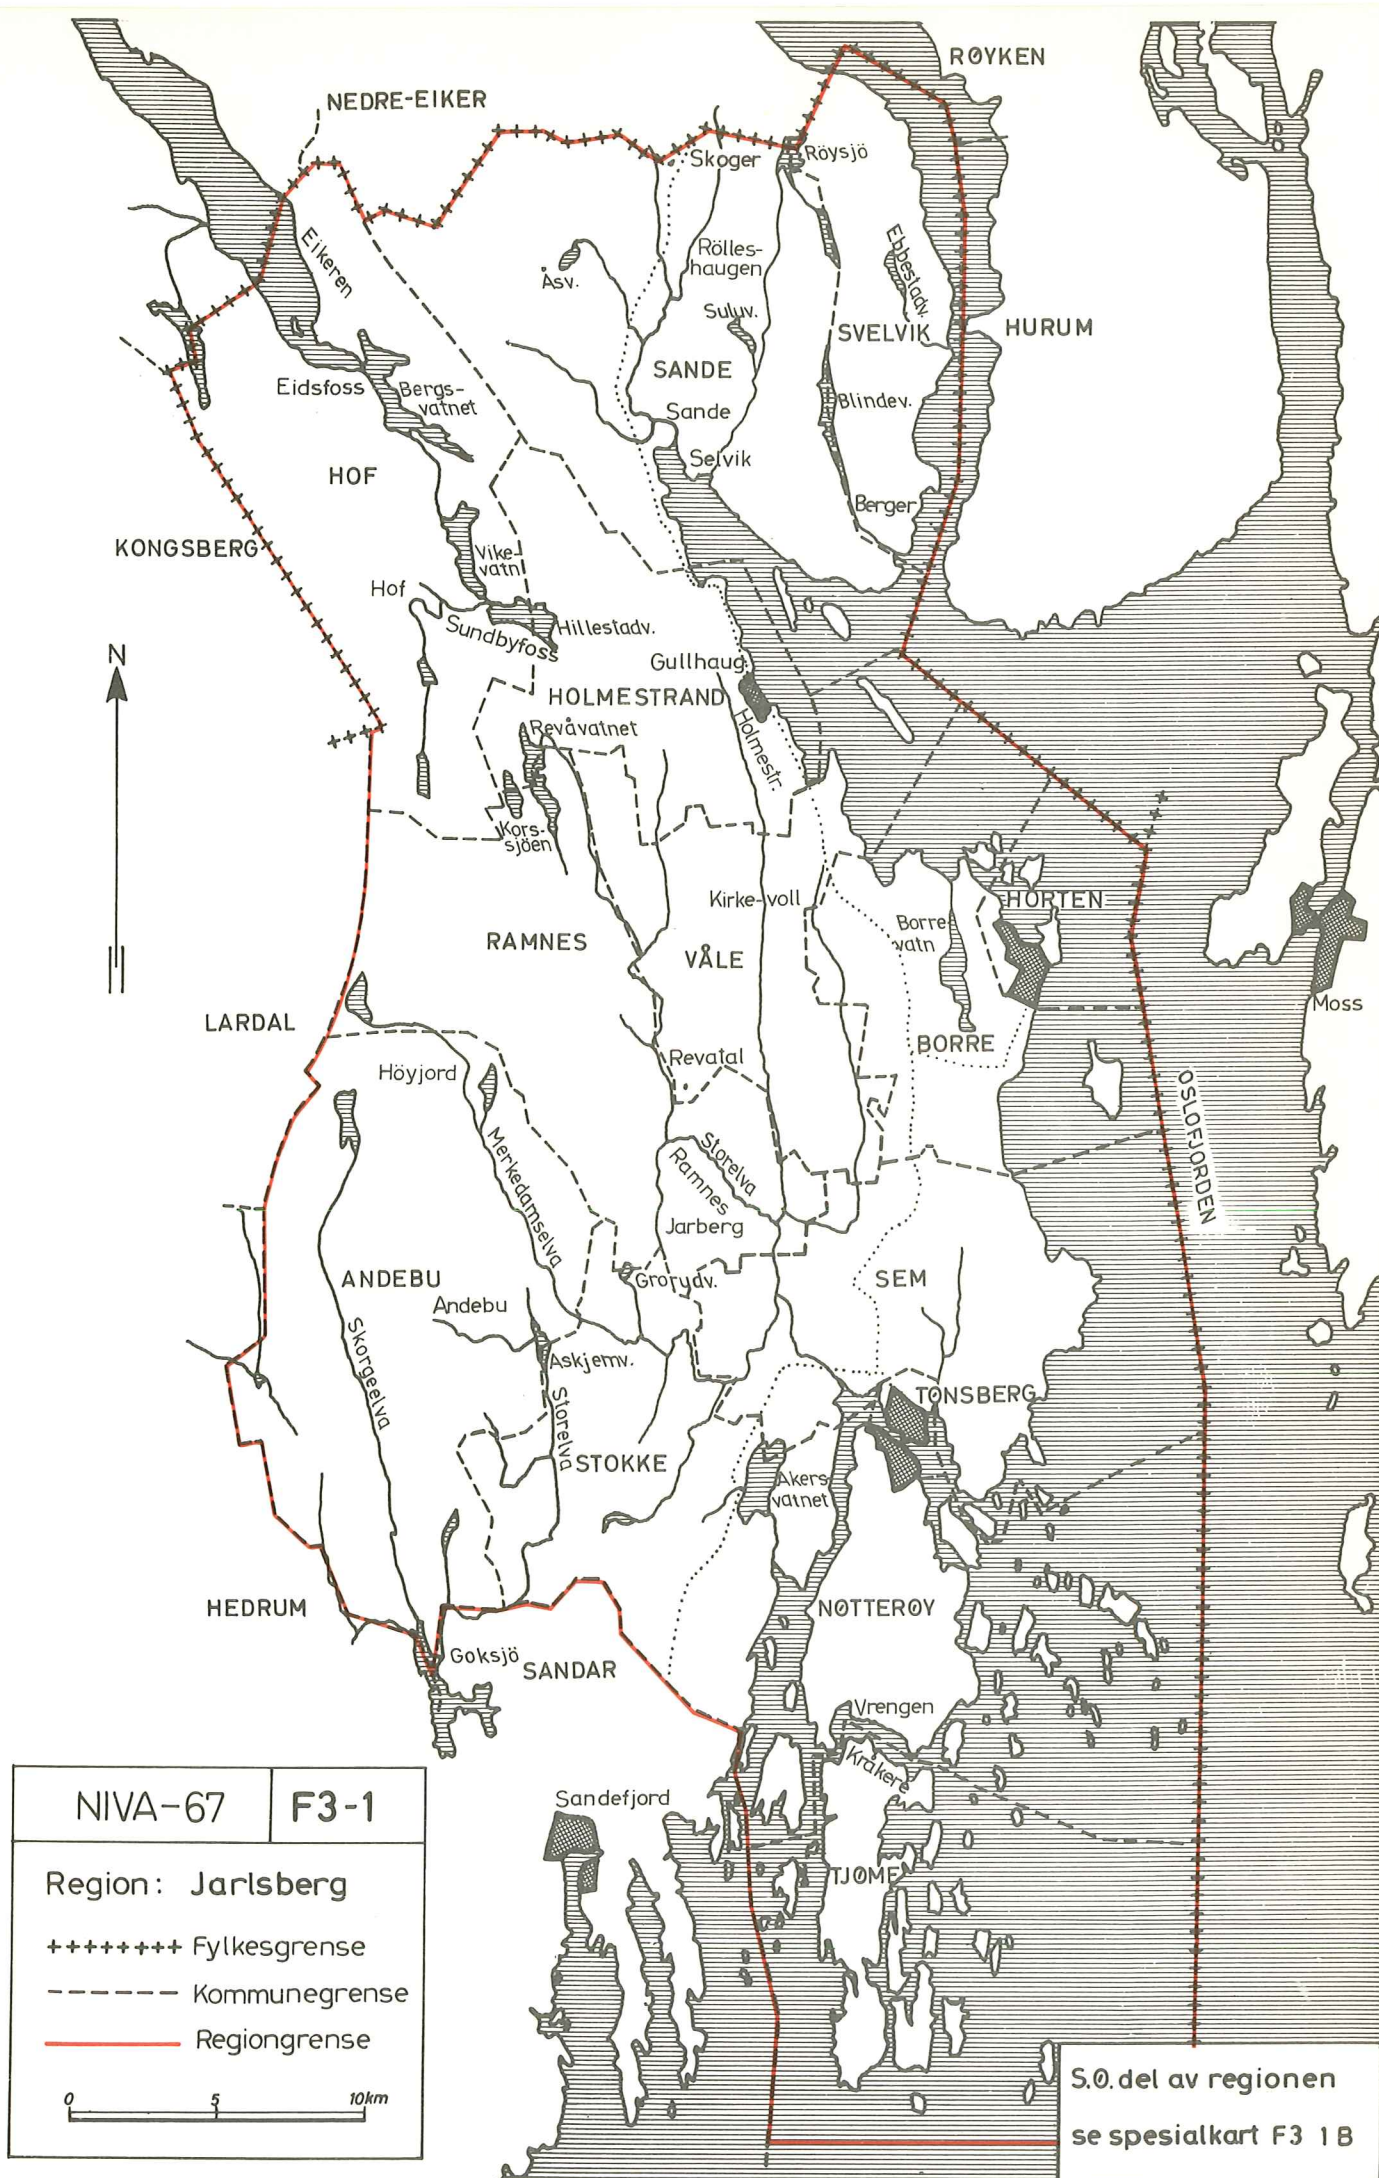 RØYKEN
NEDRE-EIKER
Skoger
Röysjö
Eikeren
Åsv.
Rölles-
haugen
Ebbestadv.
Suluv.
SVELVIK
HURUM
SANDE
Eidsfoss
Bergs-
vatnet
Sande
Blindev.
Selvik
HOF
Berger
KONGSBERG
Vike-
vatn
Hof
Sundbyfoss
Hillestadv.
N
Gullhaug
HOLMESTRAND
Holmestr.
Revåvatnet
Kors-
sjöen
Kirke-voll
HORTEN
Borre-
vatn
RAMNES
VÅLE
Moss
LARDAL
BORRE
Revatal
Höyjord
OSLOFJORDEN
Merkedamselva
Storelva
Ramnes
Jarberg
ANDEBU
Grorudv.
SEM
Andebu
Skorgeelva
Askjemv.
TØNSBERG
Storelva
STOKKE
Akers-
vatnet
HEDRUM
NØTTERØY
Goksjö
SANDAR
Vrengen
Kråkere
Sandefjord
TJØME
NIVA-67
F3-1
Region: Jarlsberg
+++++++++ Fylkesgrense
------- Kommunegrense
Regiongrense
0 5 10km
S.Ø. del av regionen
se spesialkart F3 1 B